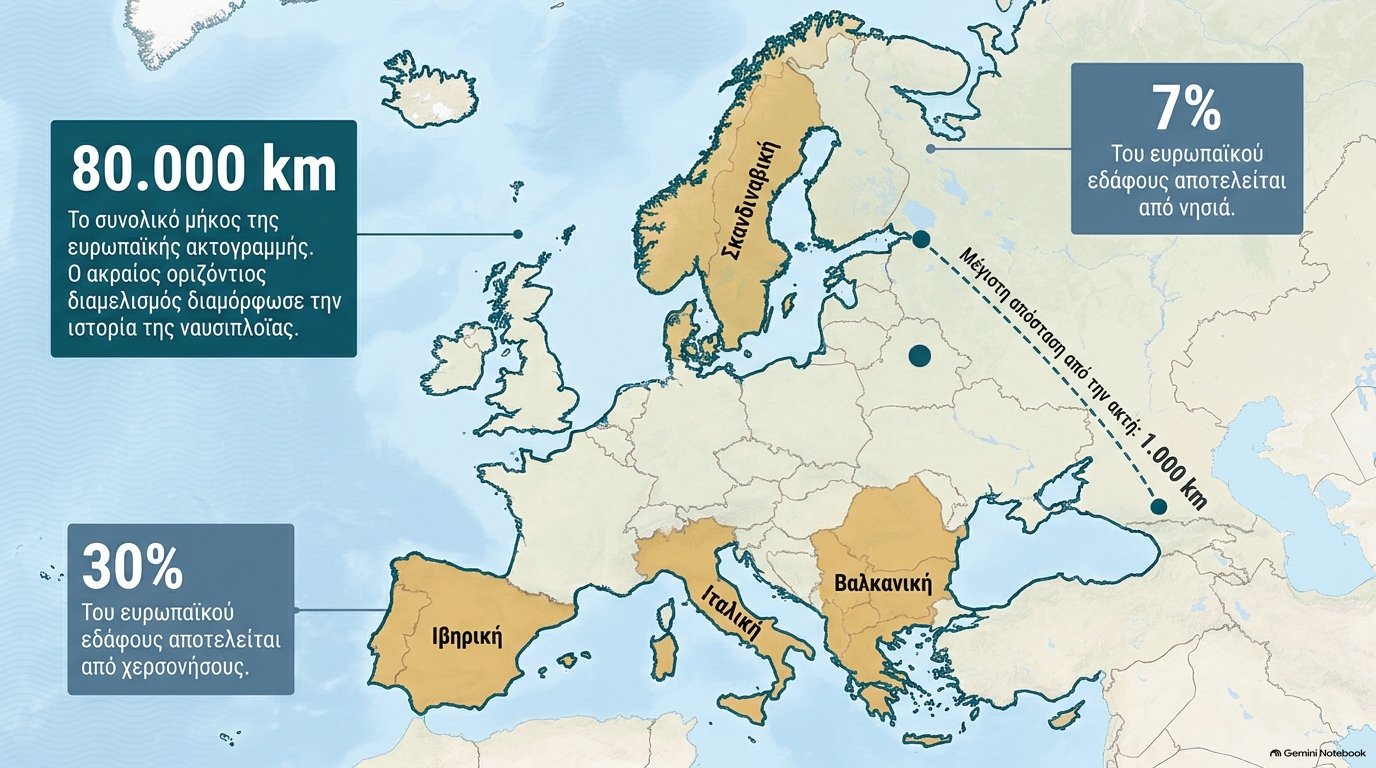 80.000 km
Το συνολικό μήκος της
ευρωπαϊκής ακτογραμμής.
Ο ακραίος οριζόντιος
διαμελισμός διαμόρφωσε την
ιστορία της ναυσιπλοΐας.
7%
Του ευρωπαϊκού
εδάφους αποτελείται
από νησιά.
Σκανδιναβική
Μέγιστη απόσταση από την ακτή: 1.000 km
30%
Του ευρωπαϊκού
εδάφους αποτελείται
από χερσονήσους.
Ιβηρική
Ιταλική
Βαλκανική
Gemini Notebook